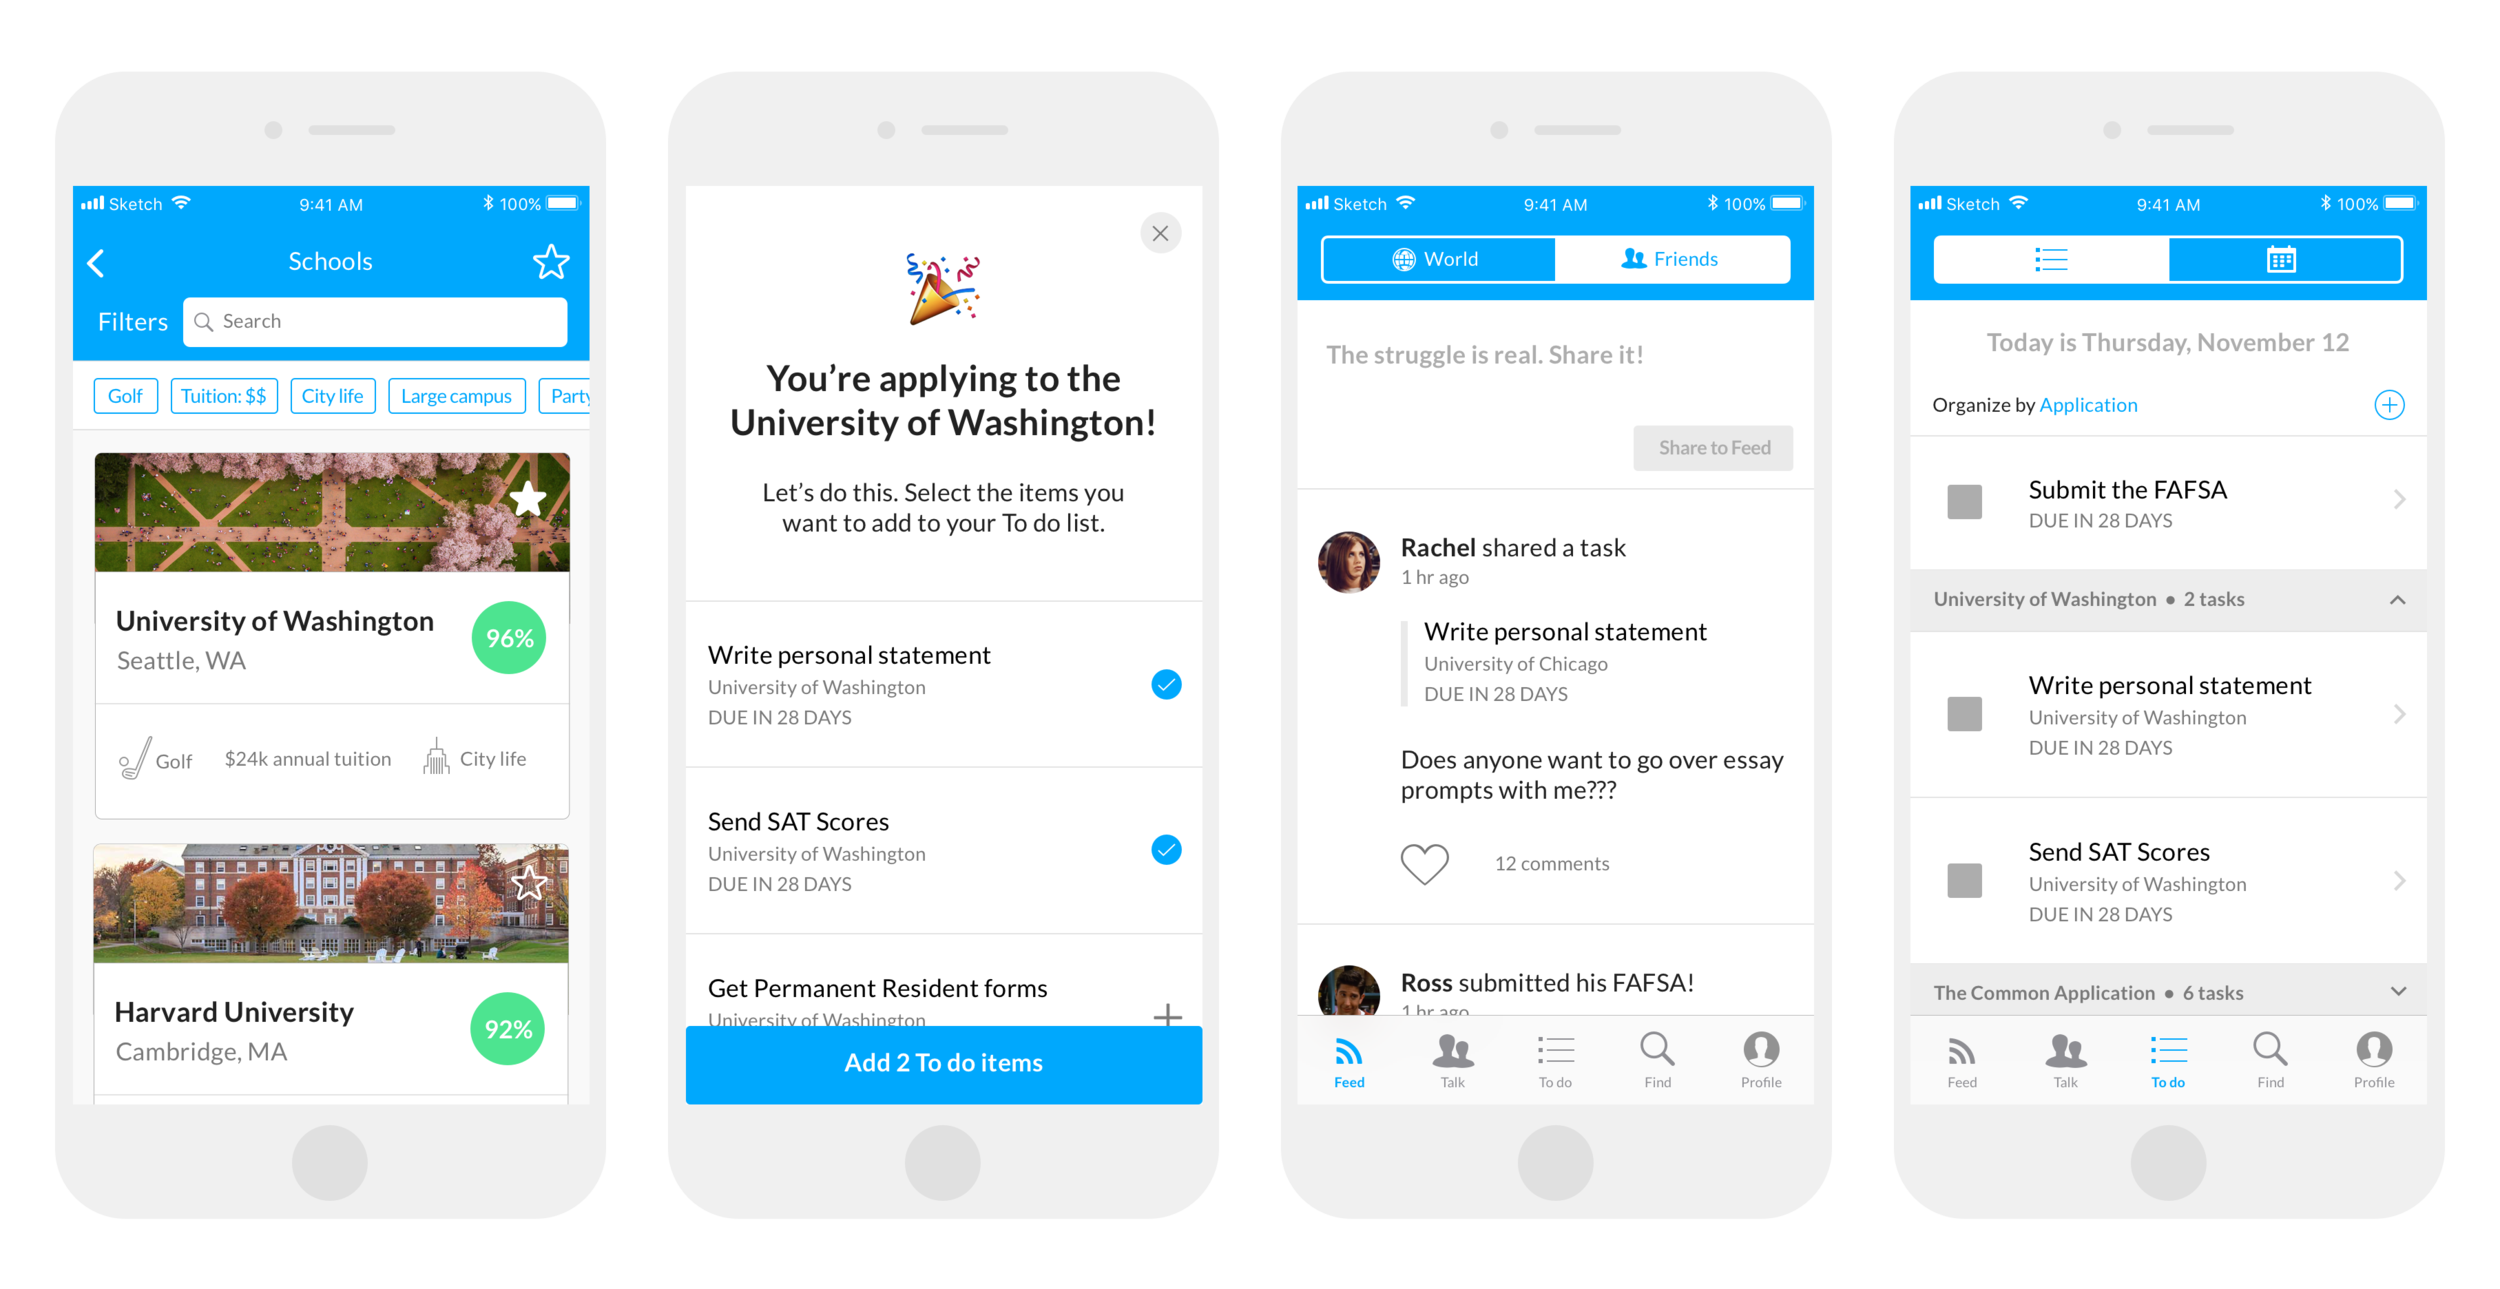 Sketch 9:41 AM 100%
Schools
Filters Search
Golf Tuition: $$ City life Large campus Party
University of Washington
96%
Seattle, WA
Golf $24k annual tuition City life
Harvard University
92%
Cambridge, MA
You're applying to the
University of Washington!
Let's do this. Select the items you
want to add to your To do list.
Write personal statement
University of Washington
DUE IN 28 DAYS
Send SAT Scores
University of Washington
DUE IN 28 DAYS
Get Permanent Resident forms
University of Washington
Add 2 To do items
Sketch 9:41 AM 100%
World Friends
The struggle is real. Share it!
Share to Feed
Rachel shared a task
1 hr ago
Write personal statement
University of Chicago
DUE IN 28 DAYS
Does anyone want to go over essay
prompts with me???
12 comments
Ross submitted his FAFSA!
1 hr ago
Feed Talk To do Find Profile
Sketch 9:41 AM 100%
Today is Thursday, November 12
Organize by Application
Submit the FAFSA
DUE IN 28 DAYS
University of Washington • 2 tasks
Write personal statement
University of Washington
DUE IN 28 DAYS
Send SAT Scores
University of Washington
DUE IN 28 DAYS
The Common Application • 6 tasks
Feed Talk To do Find Profile